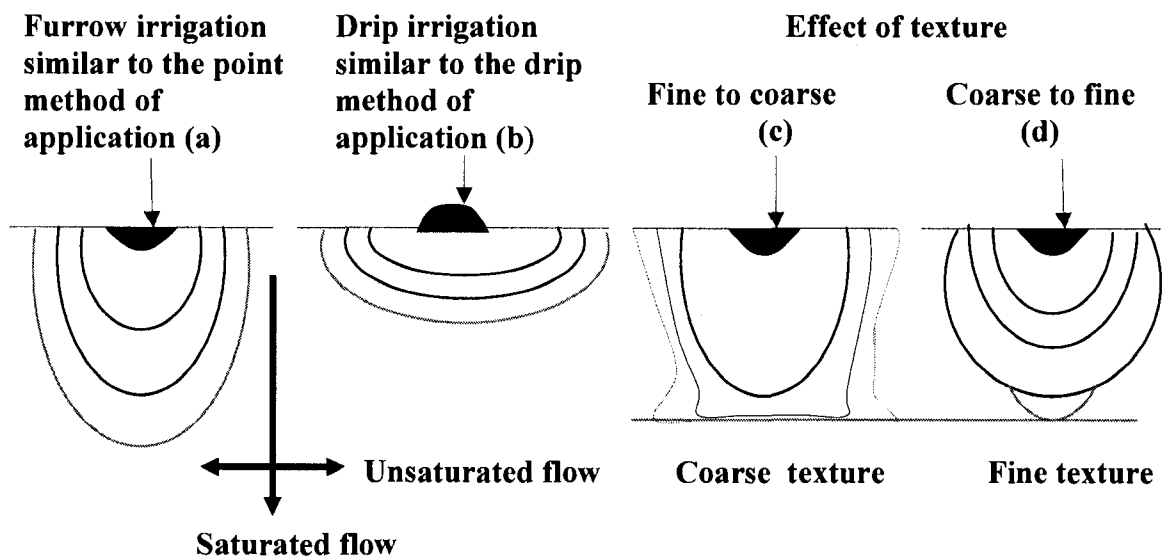 Furrow irrigation
similar to the point
method of
application (a)
Drip irrigation
similar to the drip
method of
application (b)
Effect of texture
Fine to coarse
(c)
Coarse to fine
(d)
Unsaturated flow
Saturated flow
Coarse texture
Fine texture